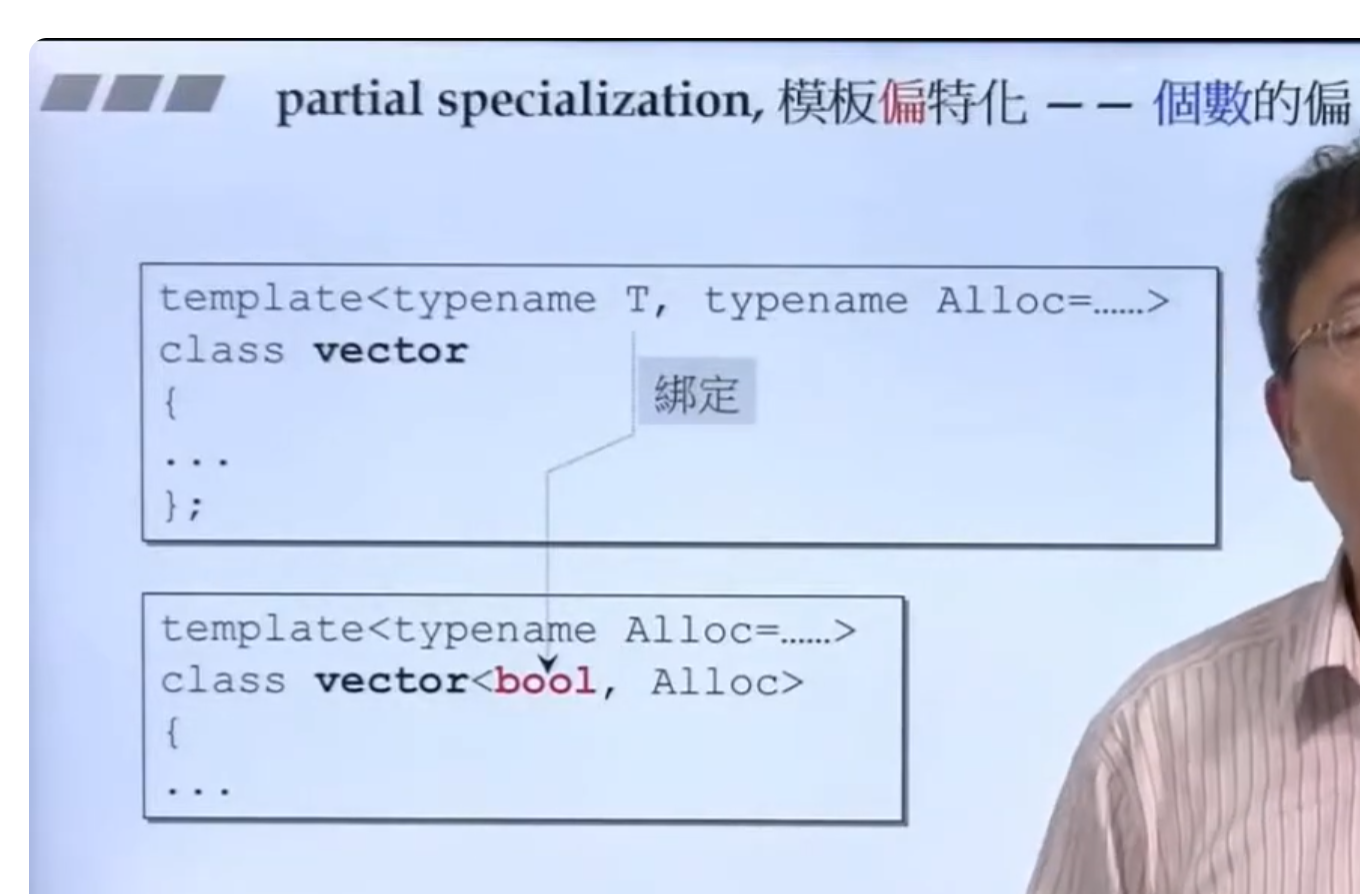 partial specialization, 模板偏特化 —— 個數的偏
template<typename T, typename Alloc=......>
class vector
綁定
{
...
};
template<typename Alloc=......>
class vector<bool, Alloc>
{
...